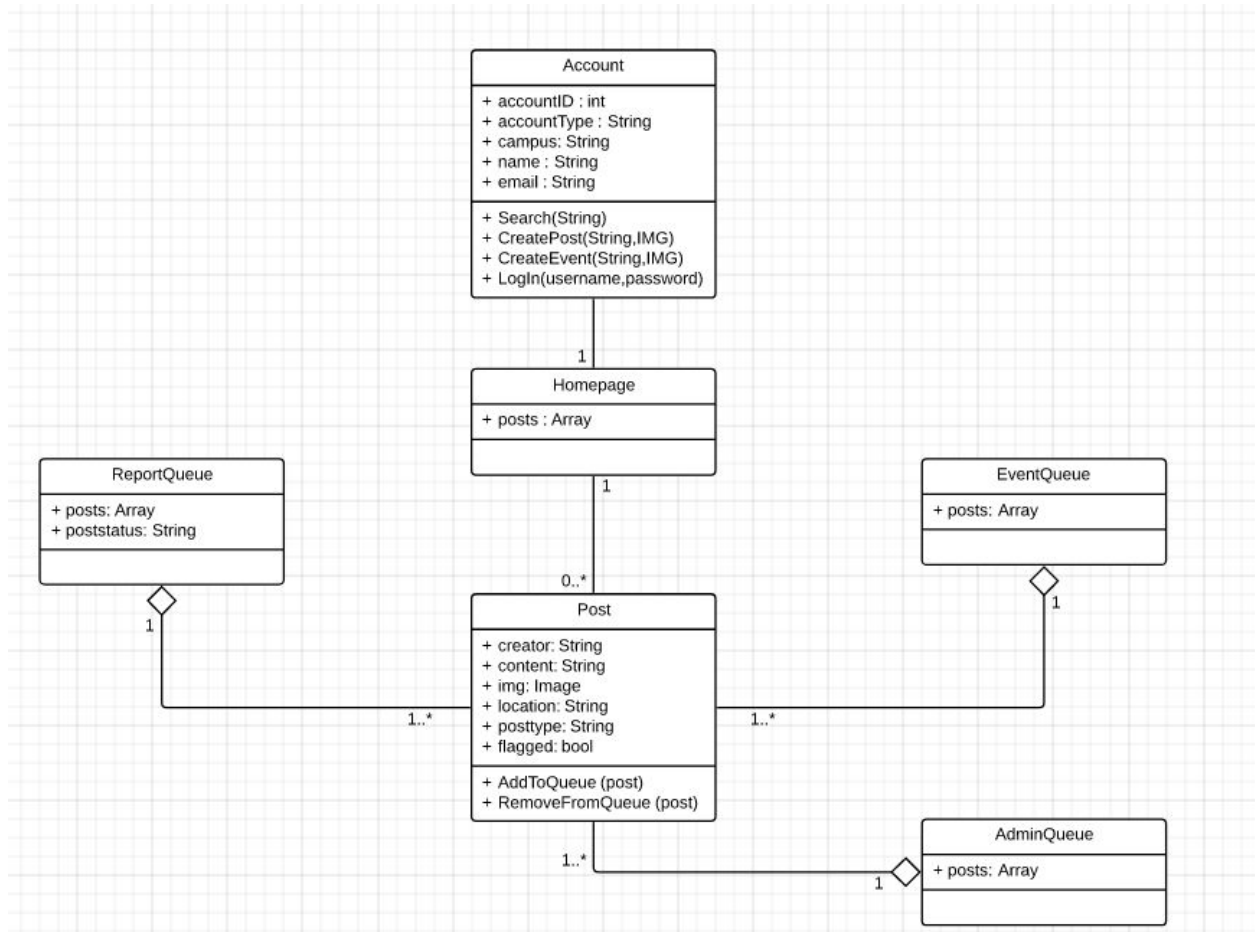 Account
+ accountID : int
+ accountType : String
+ campus: String
+ name : String
+ email : String
+ Search(String)
+ CreatePost(String,IMG)
+ CreateEvent(String,IMG)
+ LogIn(username,password)
1
Homepage
+ posts : Array
1
ReportQueue
+ posts: Array
+ poststatus: String
1
EventQueue
+ posts: Array
1
0..*
Post
+ creator: String
+ content: String
+ img: Image
+ location: String
+ posttype: String
+ flagged: bool
+ AddToQueue (post)
+ RemoveFromQueue (post)
1..*
1..*
1..*
1
AdminQueue
+ posts: Array